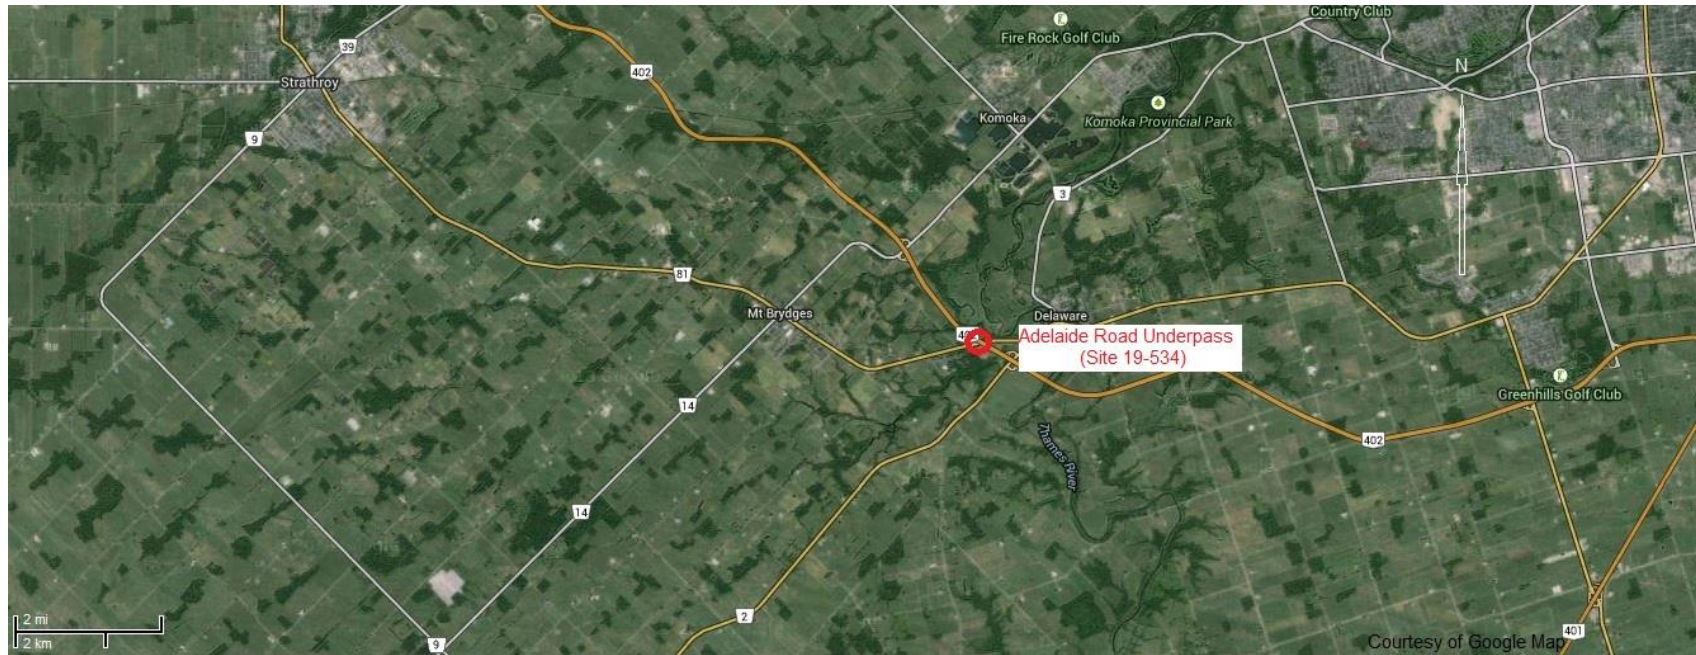 Country Club
39
Fire Rock Golf Club
402
N
Strathroy
Komoka
Komoka Provincial Park
9
3
81
Mt Brydges
Delaware
Adelaide Road Underpass
(Site 19-534)
Greenhills Golf Club
14
402
Thames River
14
2 mi
2 km
2
9
401
Courtesy of Google Map